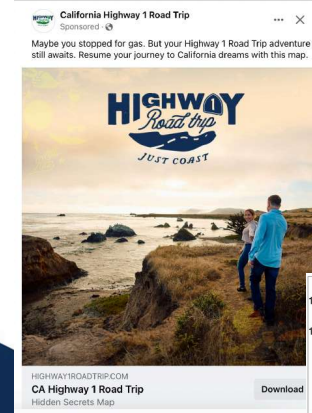 California Highway 1 Road Trip
Sponsored ·
Maybe you stopped for gas. But your Highway 1 Road Trip adventure
still awaits. Resume your journey to California dreams with this map.
HIGHWAY
Road trip
JUST COAST
HIGHWAY1ROADTRIP.COM
CA Highway 1 Road Trip
Download
Hidden Secrets Map
1
1